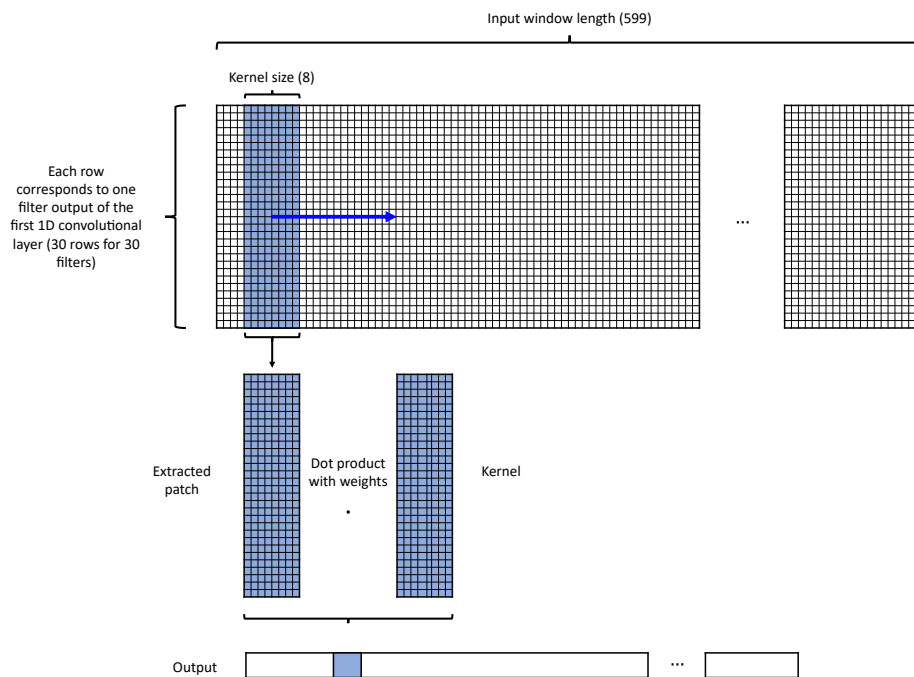 Input window length (599)
Kernel size (8)
Each row
corresponds to one
filter output of the
first 1D convolutional
layer (30 rows for 30
filters)
...
Extracted
patch
Dot product
with weights
.
Kernel
Output
...